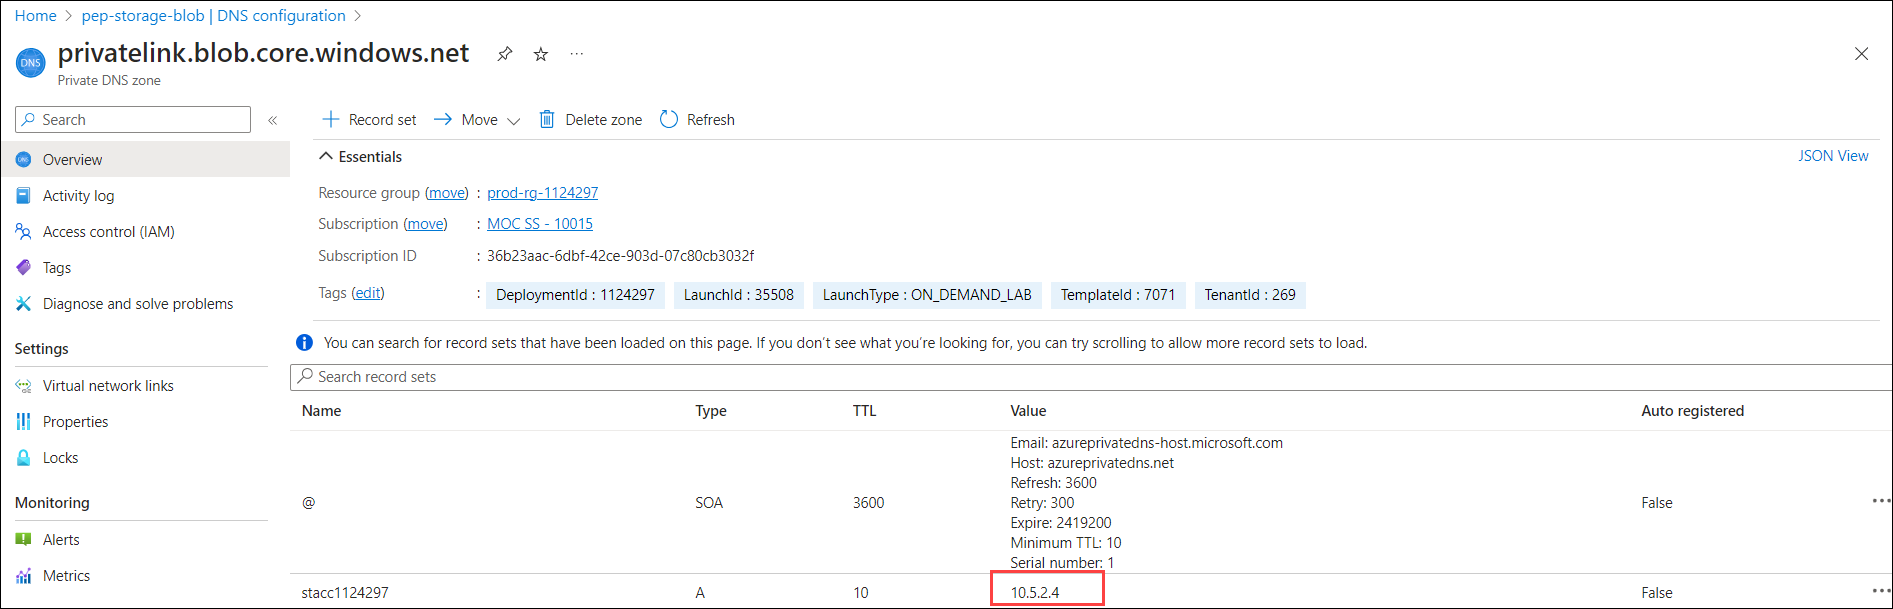 Home > pep-storage-blob | DNS configuration >
DNS
privatelink.blob.core.windows.net
Private DNS zone
Search
Overview
Activity log
Access control (IAM)
Tags
Diagnose and solve problems
Settings
Virtual network links
Properties
Locks
Monitoring
Alerts
Metrics
Record set Move Delete zone Refresh
Essentials JSON View
Resource group (move) : prod-rg-1124297
Subscription (move) : MOC SS - 10015
Subscription ID : 36b23aac-6dbf-42ce-903d-07c80cb3032f
Tags (edit) : DeploymentId : 1124297 LaunchId : 35508 LaunchType : ON_DEMAND_LAB TemplateId : 7071 TenantId : 269
You can search for record sets that have been loaded on this page. If you don't see what you're looking for, you can try scrolling to allow more record sets to load.
Search record sets
Name Type TTL Value Auto registered
Email: azureprivatedns-host.microsoft.com
Host: azureprivatedns.net
Refresh: 3600
@ SOA 3600 Retry: 300 False
Expire: 2419200
Minimum TTL: 10
Serial number: 1
stacc1124297 A 10 10.5.2.4 False